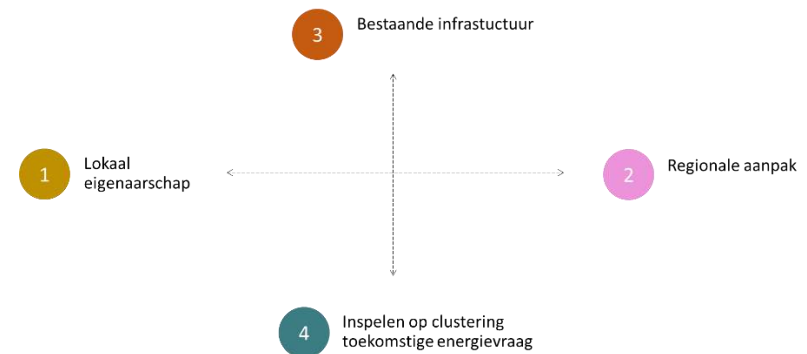 3
Bestaande infrastuctuur
1
Lokaal
eigenaarschap
2
Regionale aanpak
4
Inspelen op clustering
toekomstige energievraag